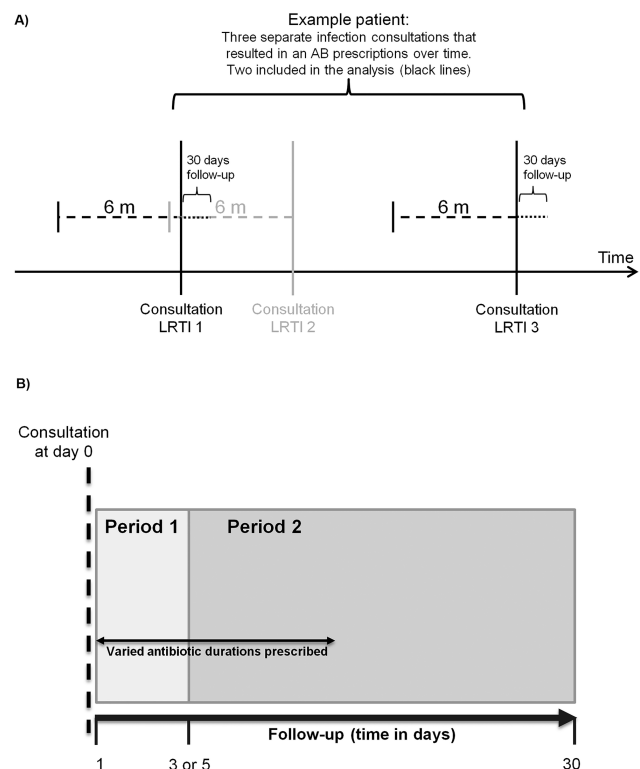 A)
Example patient:
Three separate infection consultations that
resulted in an AB prescriptions over time.
Two included in the analysis (black lines)
30 days
follow-up
6 m
6 m
30 days
follow-up
6 m
Time
Consultation
LRTI 1
Consultation
LRTI 2
Consultation
LRTI 3
B)
Consultation
at day 0
Period 1
Period 2
Varied antibiotic durations prescribed
Follow-up (time in days)
1
3 or 5
30